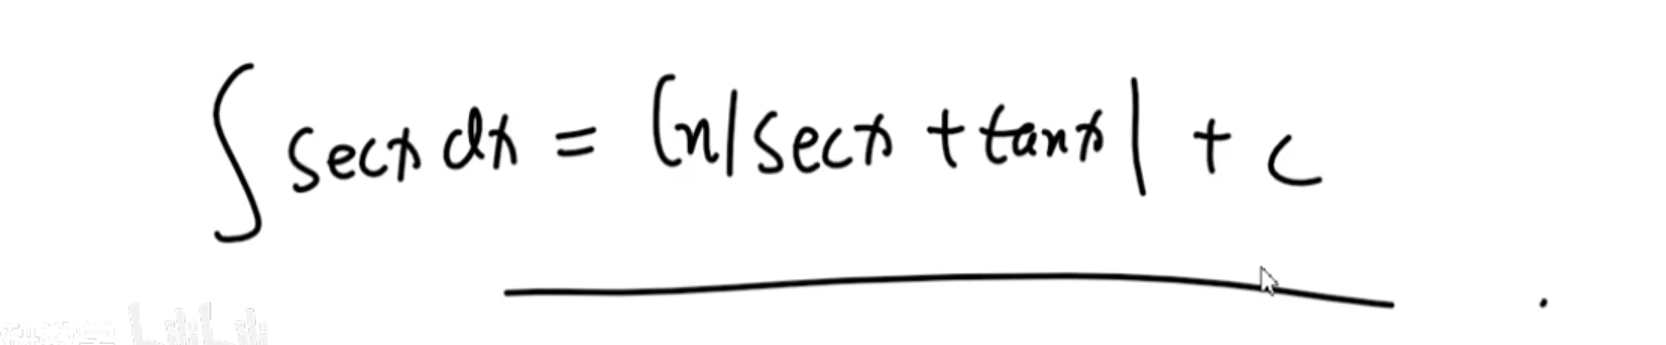 ∫ secx dx = ln|secx + tanx| + c